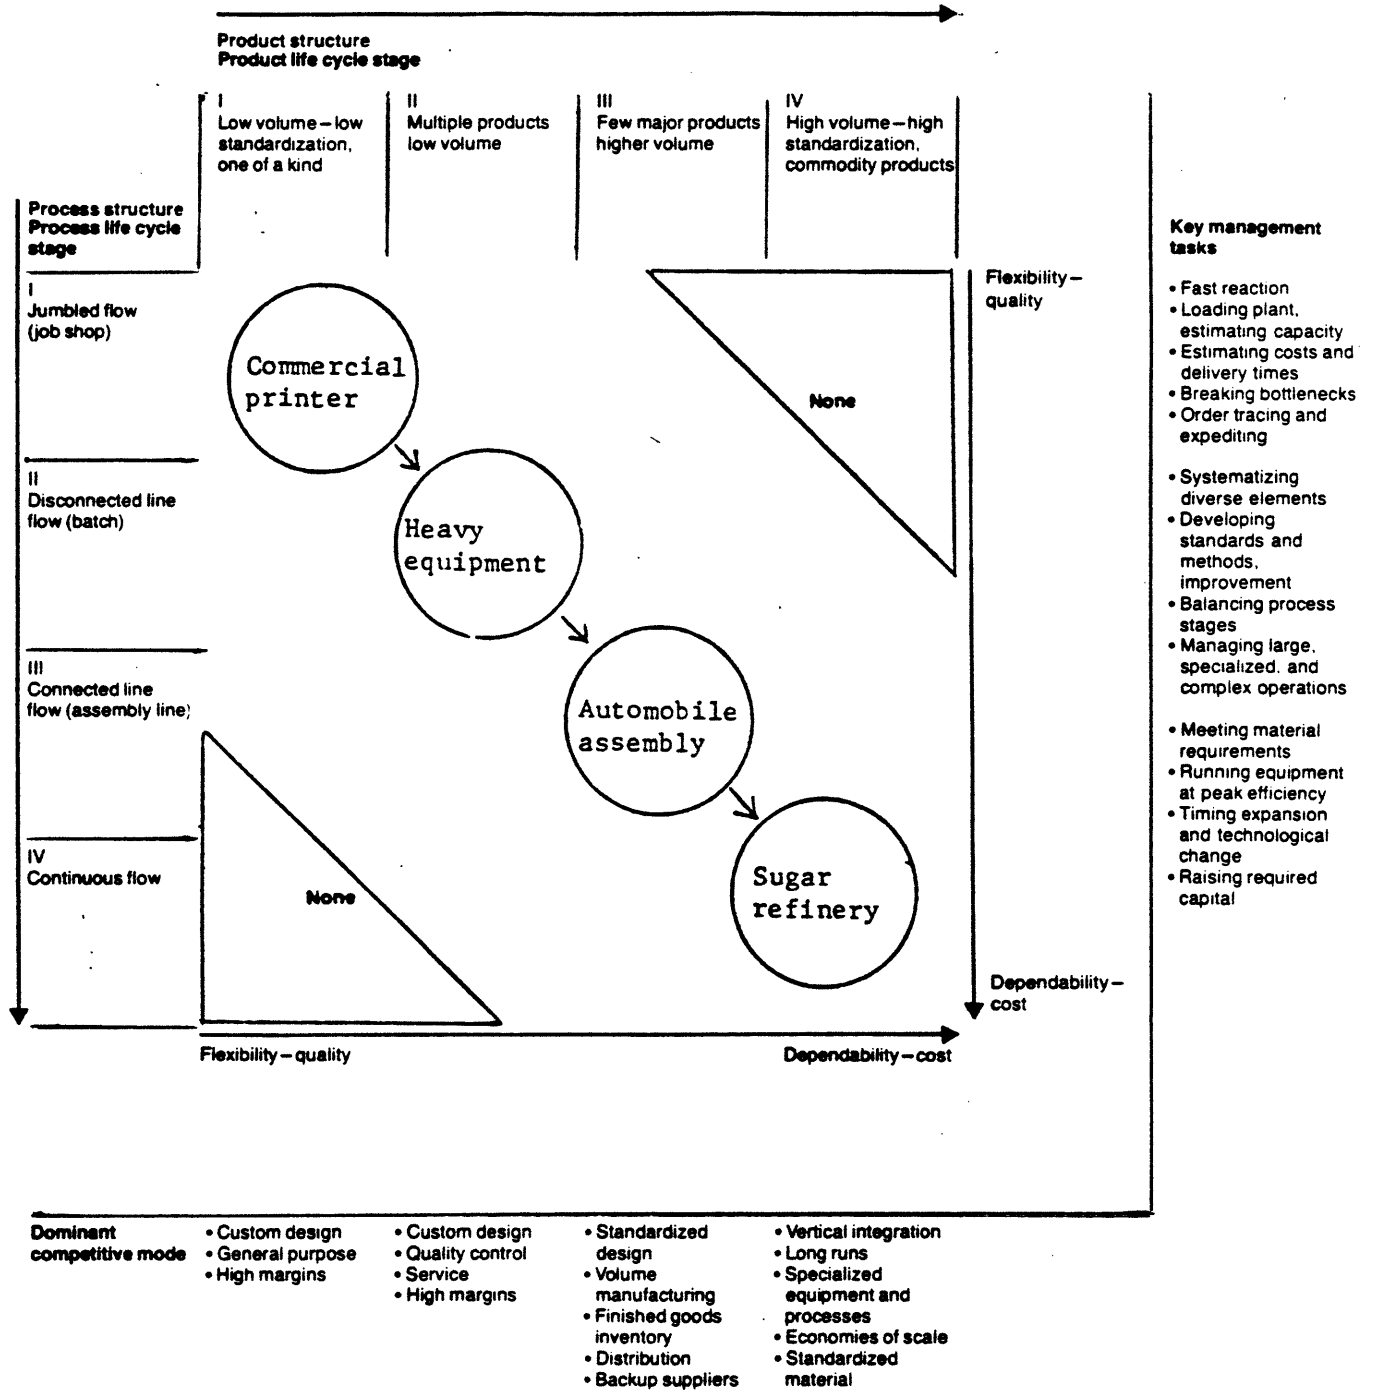 Product structure
Product life cycle stage
I
Low volume – low
standardization,
one of a kind
II
Multiple products
low volume
III
Few major products
higher volume
IV
High volume – high
standardization,
commodity products
Process structure
Process life cycle
stage
I
Jumbled flow
(job shop)
II
Disconnected line
flow (batch)
III
Connected line
flow (assembly line)
IV
Continuous flow
Commercial
printer
Heavy
equipment
Automobile
assembly
Sugar
refinery
None
None
Flexibility –
quality
Dependability –
cost
Flexibility – quality
Dependability – cost
Key management
tasks
• Fast reaction
• Loading plant,
estimating capacity
• Estimating costs and
delivery times
• Breaking bottlenecks
• Order tracing and
expediting
• Systematizing
diverse elements
• Developing
standards and
methods,
improvement
• Balancing process
stages
• Managing large,
specialized, and
complex operations
• Meeting material
requirements
• Running equipment
at peak efficiency
• Timing expansion
and technological
change
• Raising required
capital
Dominant
competitive mode
• Custom design
• General purpose
• High margins
• Custom design
• Quality control
• Service
• High margins
• Standardized
design
• Volume
manufacturing
• Finished goods
inventory
• Distribution
• Backup suppliers
• Vertical integration
• Long runs
• Specialized
equipment and
processes
• Economies of scale
• Standardized
material